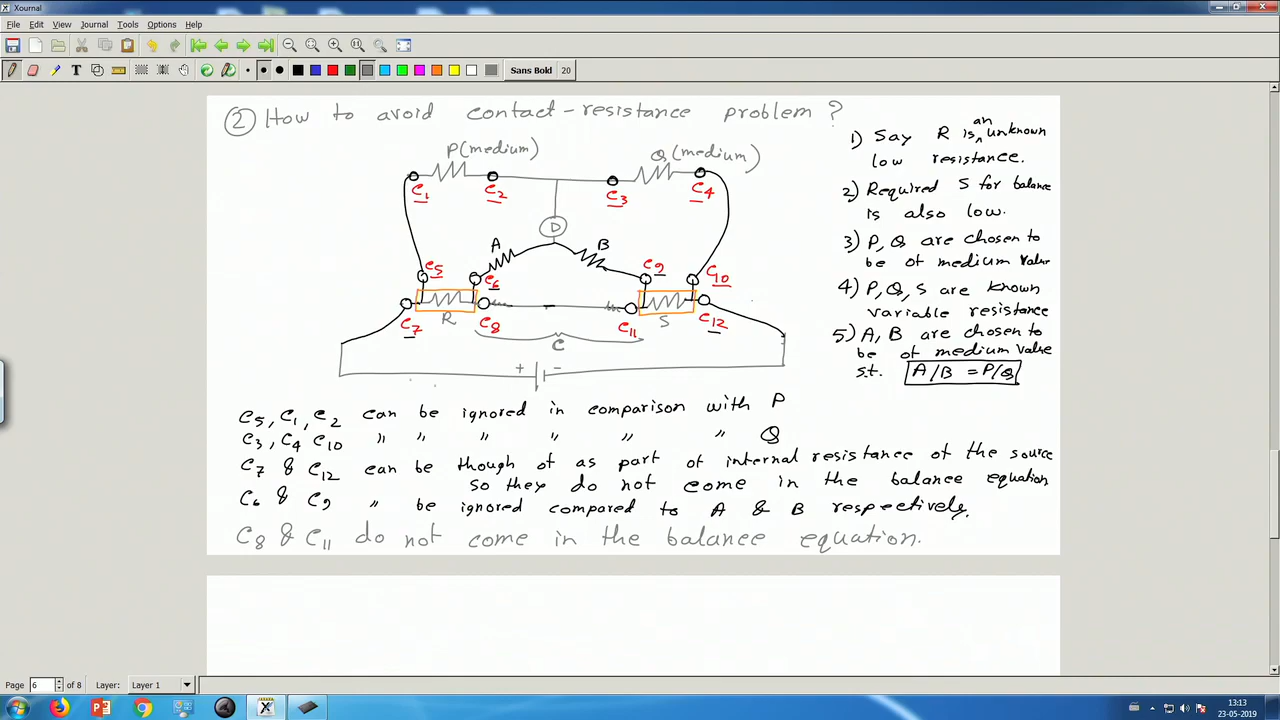 Xournal
File Edit View Journal Tools Options Help
Sans Bold 20
② How to avoid contact-resistance problem?
P(medium)
Q(medium)
C1 C2 C3 C4
D
A B
C5 C6 C9 C10
R S
C7 C8 C11 C12
C
+ -
1) Say R is an unknown
low resistance.
2) Required S for balance
is also low.
3) P, Q are chosen to
be of medium value
4) P, Q, S are known
variable resistance
5) A, B are chosen to
be of medium value
s.t. A/B = P/Q
C5, C1, C2 can be ignored in comparison with P
C3, C4 C10 " " " " " " Q
C7 & C12 can be though of as part of internal resistance of the source
so they do not come in the balance equation
C6 & C9 " be ignored compared to A & B respectively.
C8 & C11 do not come in the balance equation.
Page 6 of 8 Layer: Layer 1
13:13
23-05-2019